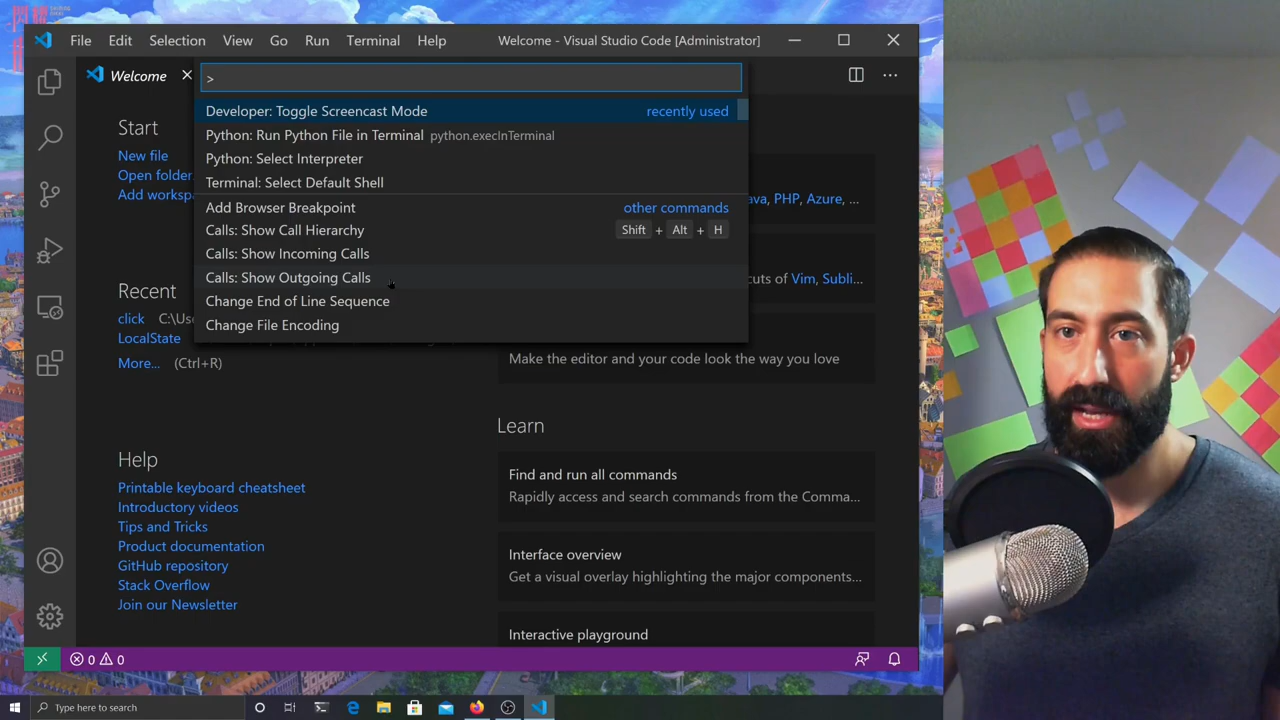 File Edit Selection View Go Run Terminal Help Welcome - Visual Studio Code [Administrator]
Welcome
>
Developer: Toggle Screencast Mode recently used
Python: Run Python File in Terminal python.execInTerminal
Python: Select Interpreter
Terminal: Select Default Shell
Add Browser Breakpoint other commands
Calls: Show Call Hierarchy Shift + Alt + H
Calls: Show Incoming Calls
Calls: Show Outgoing Calls
Change End of Line Sequence
Change File Encoding
Start
New file
Open folder
Add workspa
Recent
click C:\Use
LocalState
More... (Ctrl+R)
Help
Printable keyboard cheatsheet
Introductory videos
Tips and Tricks
Product documentation
GitHub repository
Stack Overflow
Join our Newsletter
ava, PHP, Azure, ...
cuts of Vim, Subli...
Make the editor and your code look the way you love
Learn
Find and run all commands
Rapidly access and search commands from the Comma...
Interface overview
Get a visual overlay highlighting the major components...
Interactive playground
0 0
Type here to search